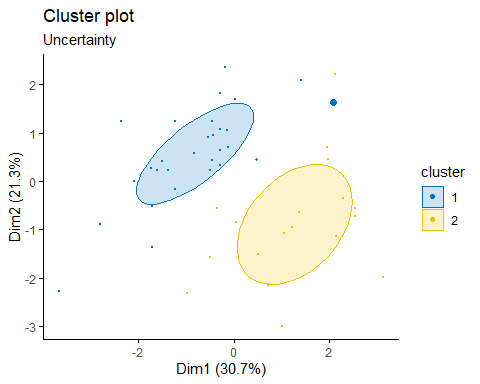 Cluster plot
Uncertainty
2
1
0
-1
-2
-3
Dim2 (21.3%)
-2
0
2
Dim1 (30.7%)
cluster
1
2